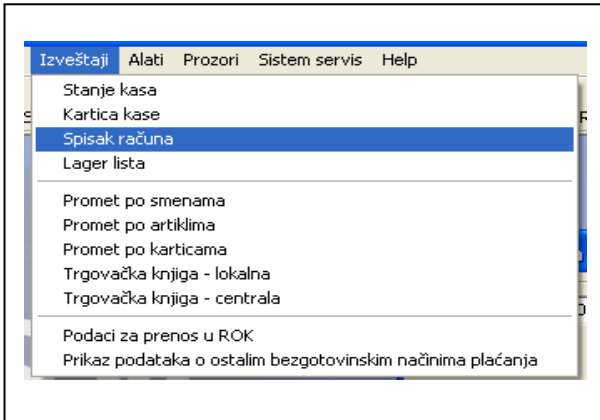 Izveštaji Alati Prozori Sistem servis Help
Stanje kasa
Kartica kase
Spisak računa
Lager lista
Promet po smenama
Promet po artiklima
Promet po karticama
Trgovačka knjiga - lokalna
Trgovačka knjiga - centrala
Podaci za prenos u ROK
Prikaz podataka o ostalim bezgotovinskim načinima plaćanja